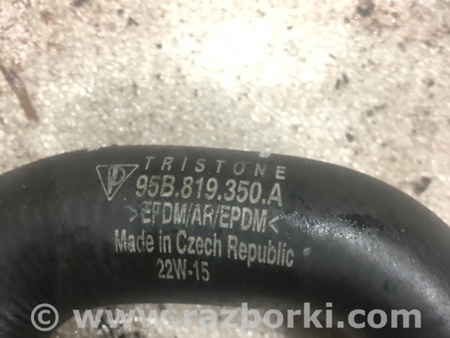 TRISTONE
95B.819.350.A
>EPDM/AR/EPDM<
Made in Czech Republic
22W-15
© www.razborki.com